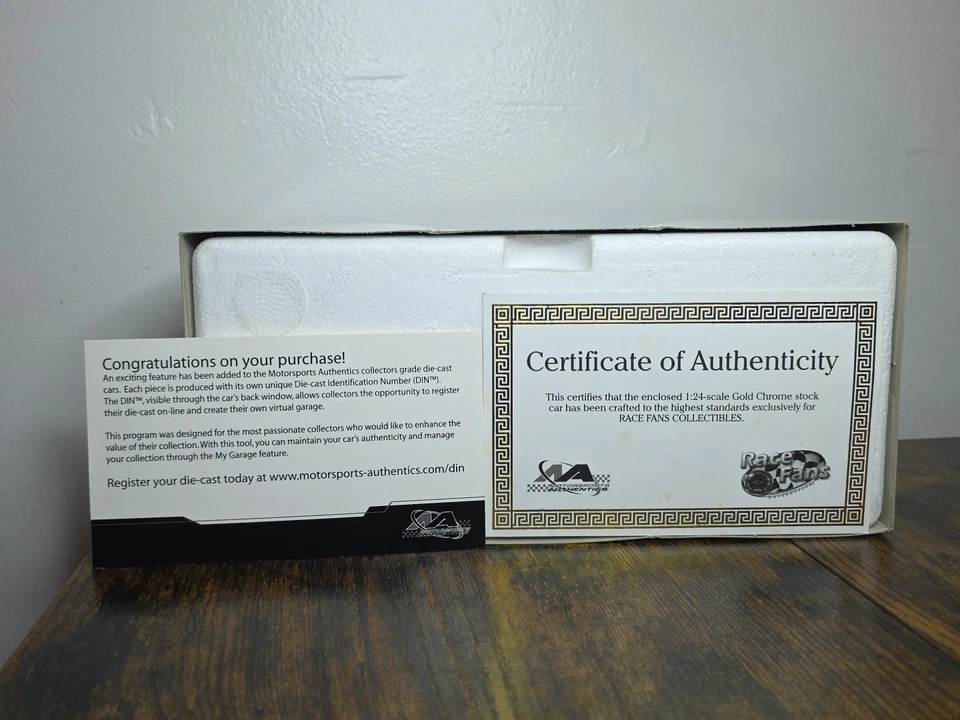 Congratulations on your purchase!
An exciting feature has been added to the Motorsports Authentics collectors grade die-cast
cars. Each piece is produced with its own unique Die-cast Identification Number (DIN™).
The DIN™, visible through the car's back window, allows collectors the opportunity to register
their die-cast on-line and create their own virtual garage.
This program was designed for the most passionate collectors who would like to enhance the
value of their collection. With this tool, you can maintain your car's authenticity and manage
your collection through the My Garage feature.
Register your die-cast today at www.motorsports-authentics.com/din
MA
MOTORSPORTS
AUTHENTICS
Certificate of Authenticity
This certifies that the enclosed 1:24-scale Gold Chrome stock
car has been crafted to the highest standards exclusively for
RACE FANS COLLECTIBLES.
MA
MOTORSPORTS
AUTHENTICS
Race
Fans